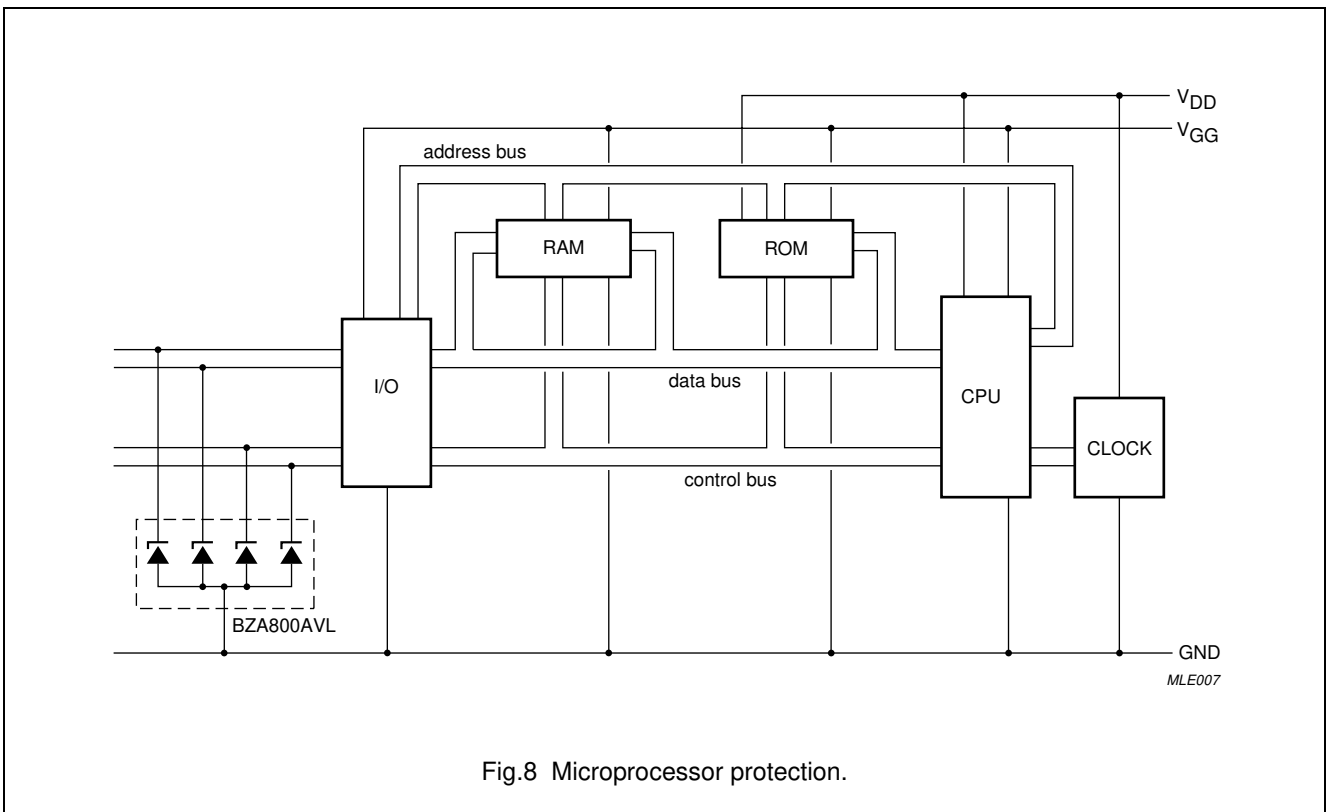 VDD
VGG
address bus
RAM
ROM
I/O
data bus
CPU
CLOCK
control bus
BZA800AVL
GND
MLE007
Fig.8 Microprocessor protection.